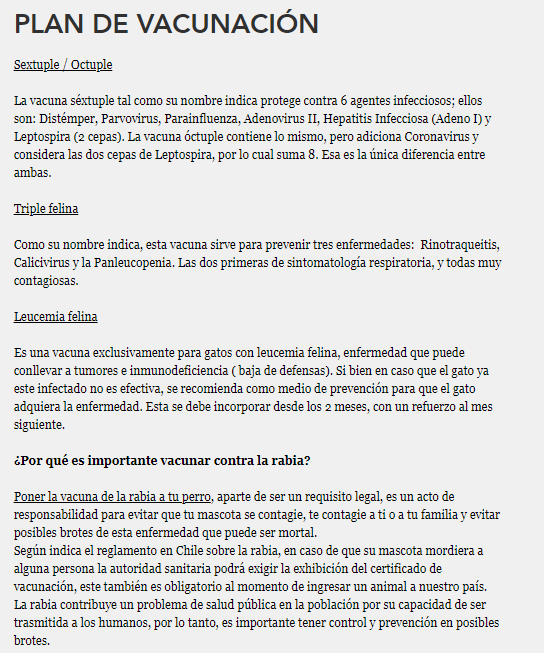 PLAN DE VACUNACIÓN
Sextuple / Octuple
La vacuna séxtuple tal como su nombre indica protege contra 6 agentes infecciosos; ellos
son: Distémper, Parvovirus, Parainfluenza, Adenovirus II, Hepatitis Infecciosa (Adeno I) y
Leptospira (2 cepas). La vacuna óctuple contiene lo mismo, pero adiciona Coronavirus y
considera las dos cepas de Leptospira, por lo cual suma 8. Esa es la única diferencia entre
ambas.
Triple felina
Como su nombre indica, esta vacuna sirve para prevenir tres enfermedades:  Rinotraqueitis,
Calicivirus y la Panleucopenia. Las dos primeras de sintomatología respiratoria, y todas muy
contagiosas.
Leucemia felina
Es una vacuna exclusivamente para gatos con leucemia felina, enfermedad que puede
conllevar a tumores e inmunodeficiencia ( baja de defensas). Si bien en caso que el gato ya
este infectado no es efectiva, se recomienda como medio de prevención para que el gato
adquiera la enfermedad. Esta se debe incorporar desde los 2 meses, con un refuerzo al mes
siguiente.
¿Por qué es importante vacunar contra la rabia?
Poner la vacuna de la rabia a tu perro, aparte de ser un requisito legal, es un acto de
responsabilidad para evitar que tu mascota se contagie, te contagie a ti o a tu familia y evitar
posibles brotes de esta enfermedad que puede ser mortal.
Según indica el reglamento en Chile sobre la rabia, en caso de que su mascota mordiera a
alguna persona la autoridad sanitaria podrá exigir la exhibición del certificado de
vacunación, este también es obligatorio al momento de ingresar un animal a nuestro país.
La rabia contribuye un problema de salud pública en la población por su capacidad de ser
trasmitida a los humanos, por lo tanto, es importante tener control y prevención en posibles
brotes.